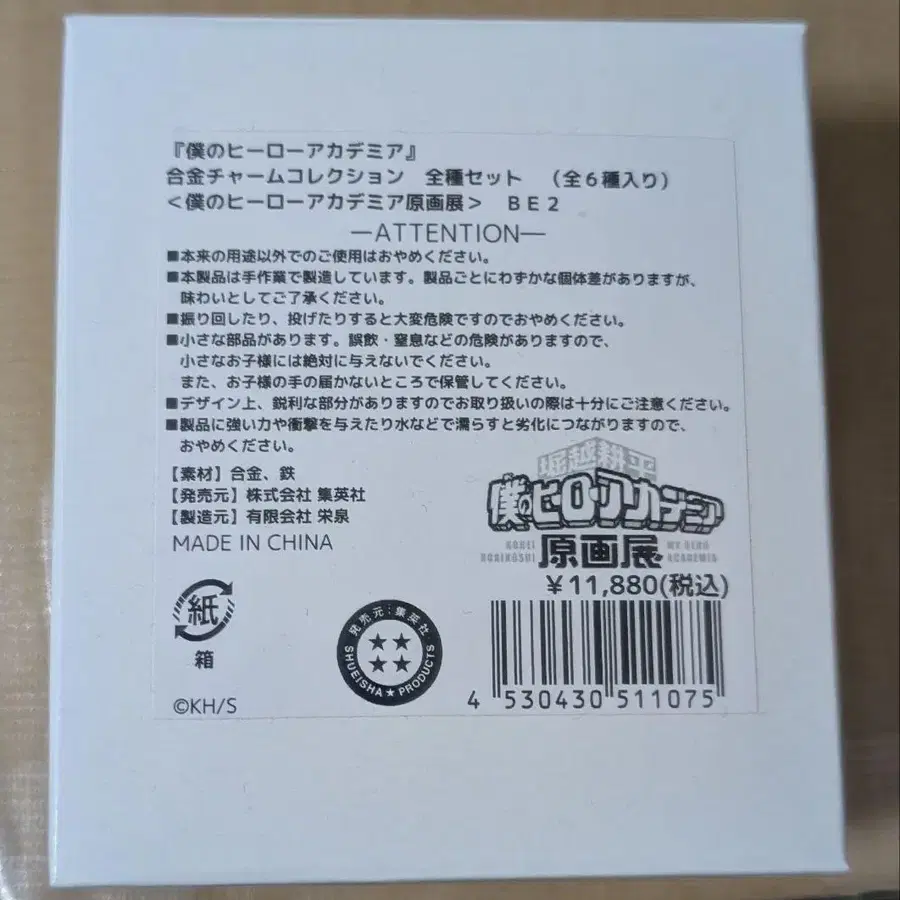 『僕のヒーローアカデミア』
合金チャームコレクション　全種セット　（全６種入り）
＜僕のヒーローアカデミア原画展＞　ＢＥ２
―ATTENTION―
■本来の用途以外でのご使用はおやめください。
■本製品は手作業で製造しています。製品ごとにわずかな個体差がありますが、
味わいとしてご了承ください。
■振り回したり、投げたりすると大変危険ですのでおやめください。
■小さな部品があります。誤飲・窒息などの危険がありますので、
小さなお子様には絶対に与えないでください。
また、お子様の手の届かないところで保管してください。
■デザイン上、鋭利な部分がありますのでお取り扱いの際は十分にご注意ください。
■製品に強い力や衝撃を与えたり水などで濡らすと劣化につながりますので、
おやめください。
【素材】合金、鉄
【発売元】株式会社 集英社
【製造元】有限会社 栄泉
MADE IN CHINA
堀越耕平
僕のヒーローアカデミア
KOHEI HORIKOSHI 原画展 MY HERO ACADEMIA
￥11,880(税込)
紙
箱
発売元：集英社
SHUEISHA★PRODUCTS
4 530430 511075
©KH/S